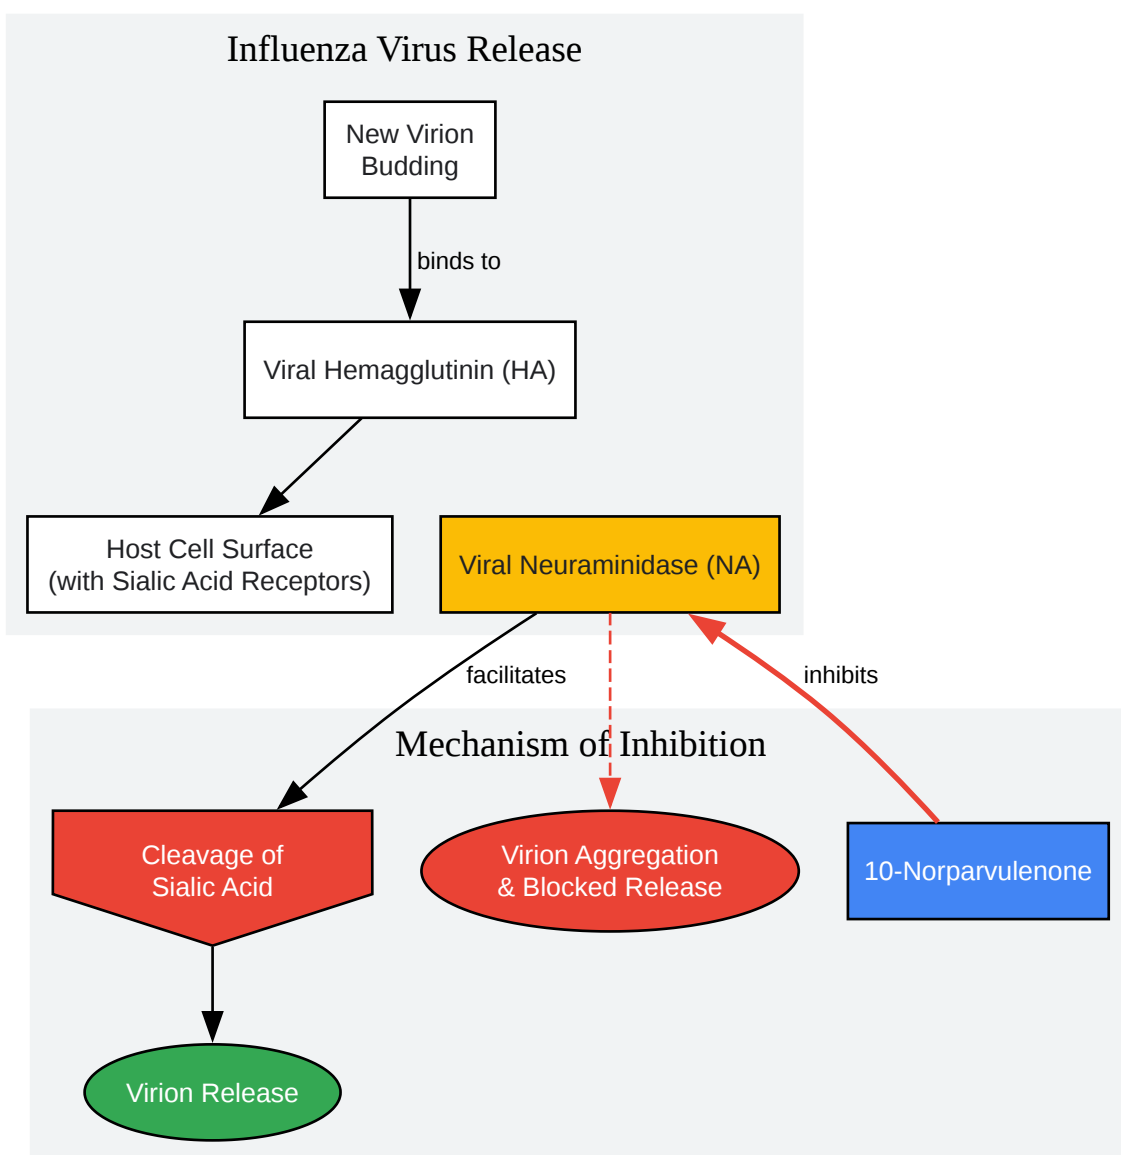 Influenza Virus Release
New Virion
Budding
binds to
Viral Hemagglutinin (HA)
Host Cell Surface
(with Sialic Acid Receptors)
Viral Neuraminidase (NA)
facilitates
inhibits
Mechanism of Inhibition
Cleavage of
Sialic Acid
Virion Aggregation
& Blocked Release
10-Norparvulenone
Virion Release